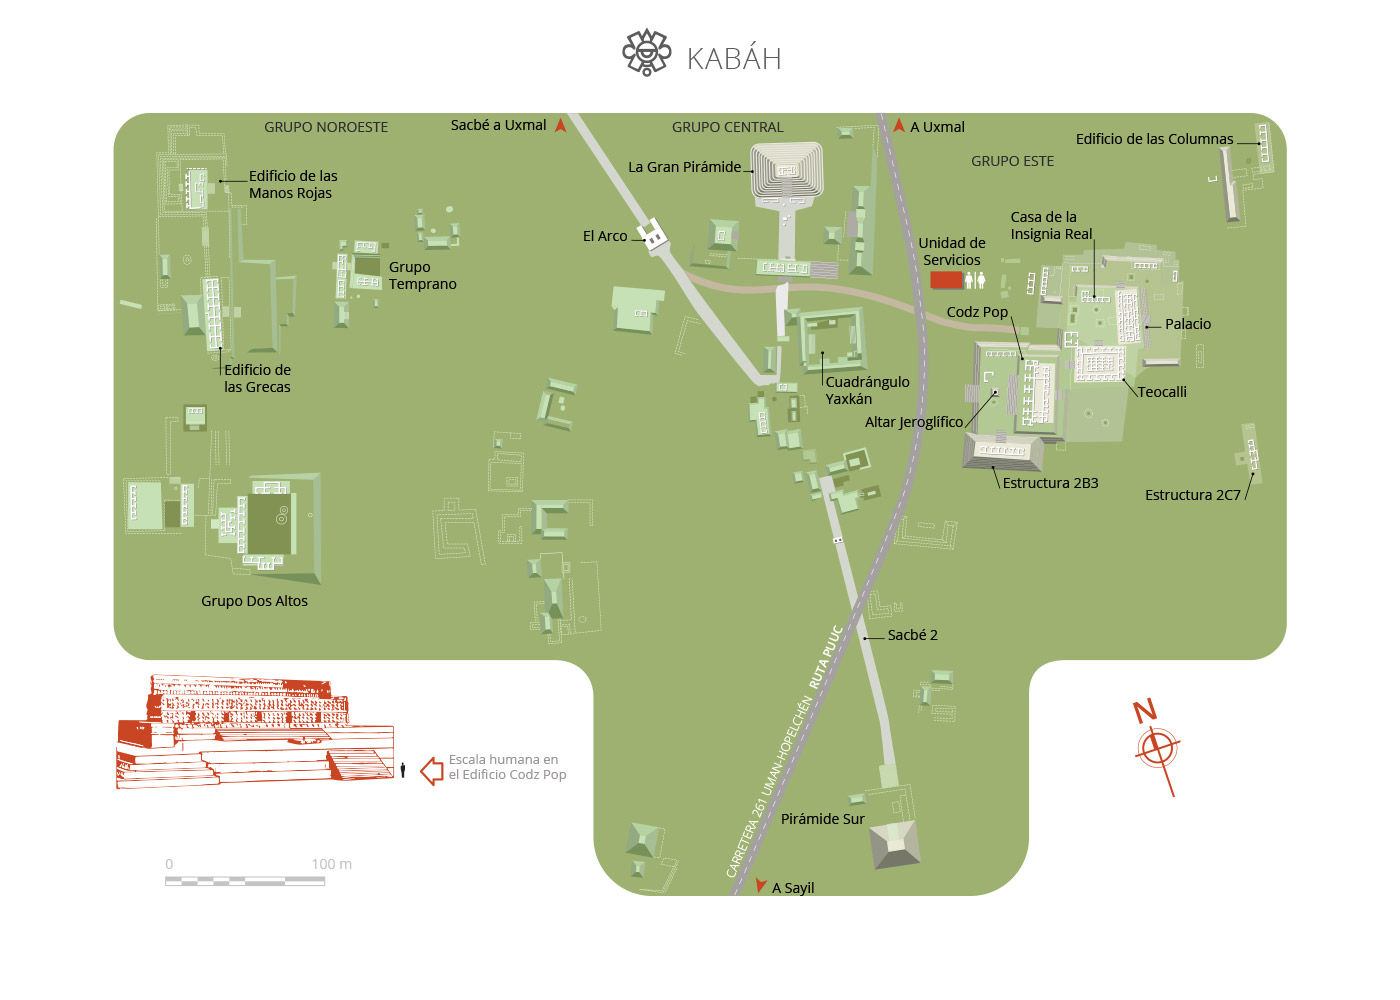 KABÁH
GRUPO NOROESTE
Sacbé a Uxmal
GRUPO CENTRAL
A Uxmal
Edificio de las Columnas
GRUPO ESTE
La Gran Pirámide
Edificio de las
Manos Rojas
Casa de la
Insignia Real
El Arco
Unidad de
Servicios
Grupo
Temprano
Codz Pop
Palacio
Edificio de
las Grecas
Cuadrángulo
Yaxkán
Teocalli
Altar Jeroglífico
Estructura 2B3
Estructura 2C7
Grupo Dos Altos
Sacbé 2
CARRETERA 261 UMAN-HOPELCHÉN RUTA PUUC
N
Escala humana en
el Edificio Codz Pop
Pirámide Sur
0 100 m
A Sayil